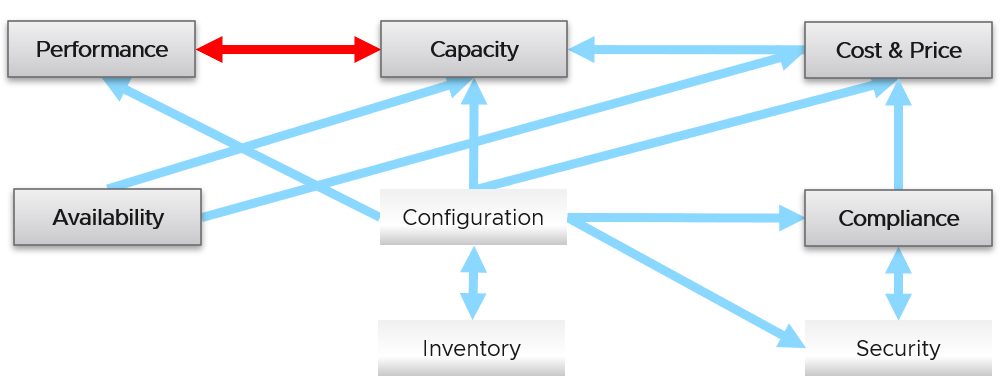 Performance
Capacity
Cost & Price
Availability
Configuration
Compliance
Inventory
Security